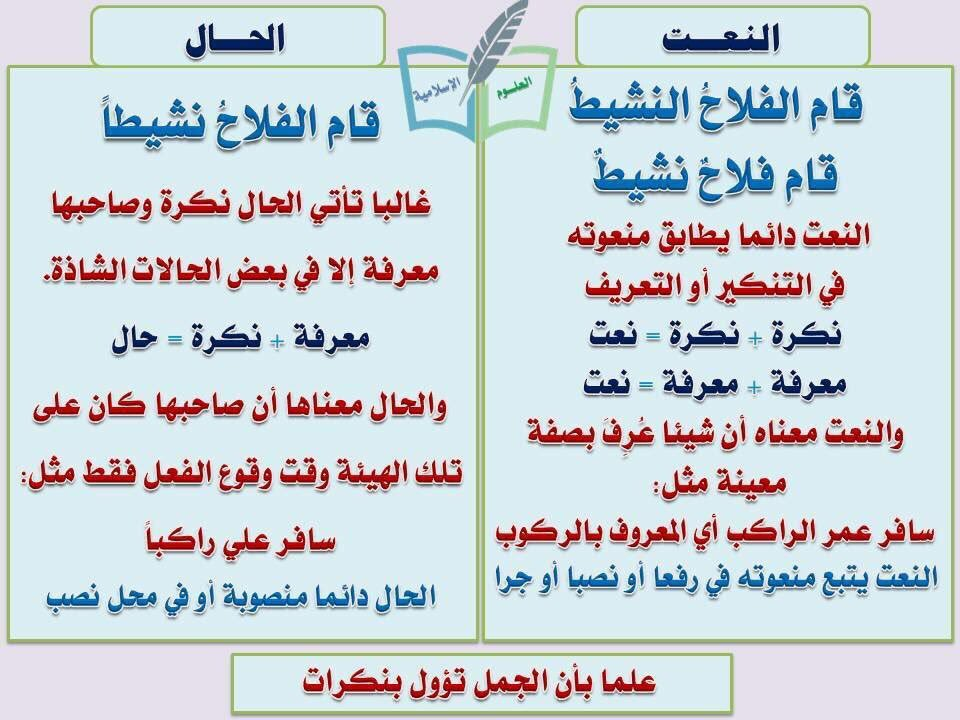 النعـــت
قام الفلاحُ النشيطُ
قام فلاحٌ نشيطٌ
النعت دائما يطابق منعوته
في التنكير أو التعريف
نكرة + نكرة = نعت
معرفة + معرفة = نعت
والنعت معناه أن شيئا عُرِفَ بصفة
معينة مثل:
سافر عمر الراكب أي المعروف بالركوب
النعت يتبع منعوته في رفعا أو نصبا أو جرا
العلوم
الإسلامية
الحـــال
قام الفلاحُ نشيطاً
غالبا تأتي الحال نكرة وصاحبها
معرفة إلا في بعض الحالات الشاذة.
معرفة + نكرة = حال
والحال معناها أن صاحبها كان على
تلك الهيئة وقت وقوع الفعل فقط مثل:
سافر علي راكباً
الحال دائما منصوبة أو في محل نصب
علما بأن الجمل تؤول بنكرات